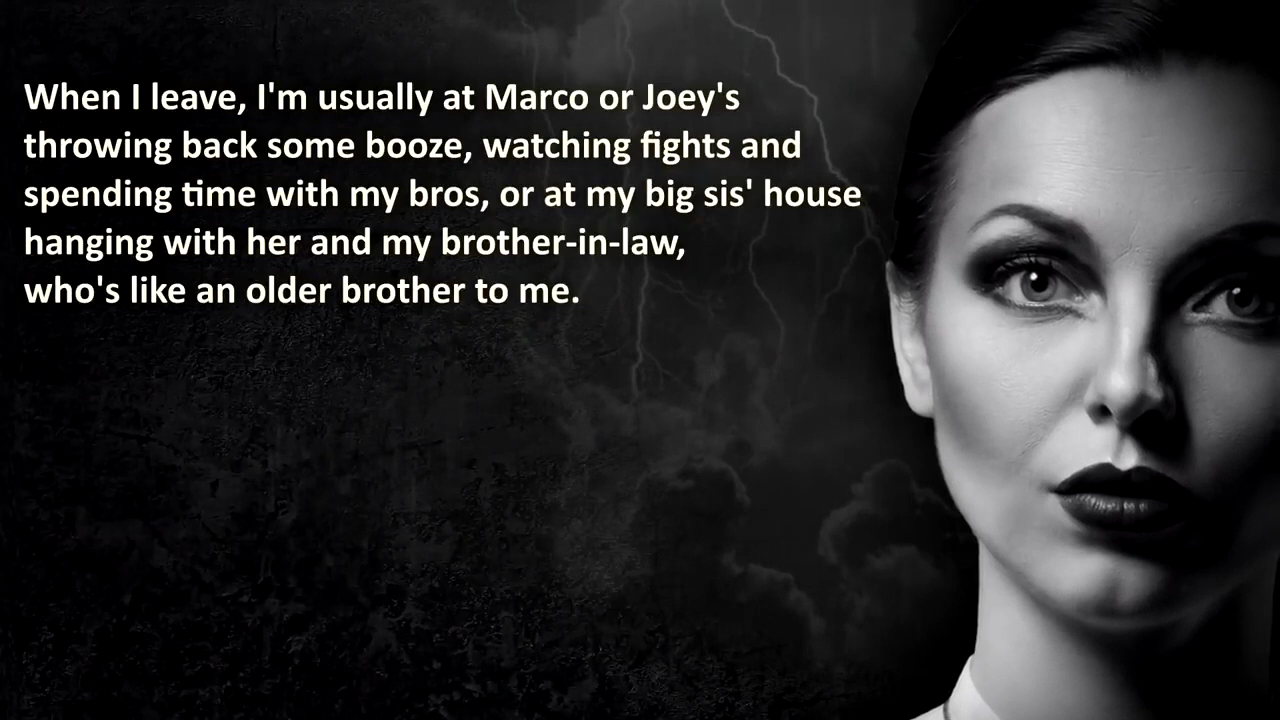 When I leave, I'm usually at Marco or Joey's
throwing back some booze, watching fights and
spending time with my bros, or at my big sis' house
hanging with her and my brother-in-law,
who's like an older brother to me.